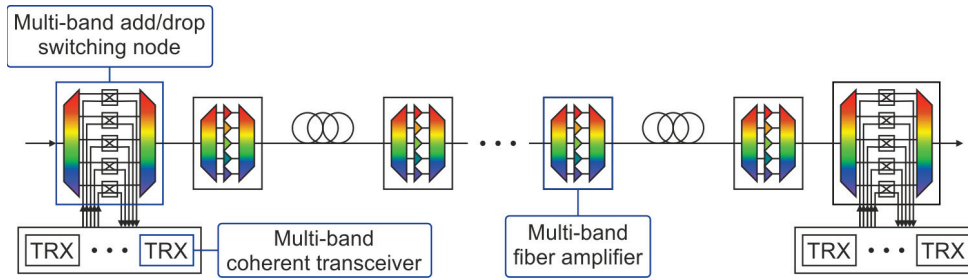 Multi-band add/drop
switching node
TRX • • • TRX
Multi-band
coherent transceiver
• • •
Multi-band
fiber amplifier
TRX • • • TRX